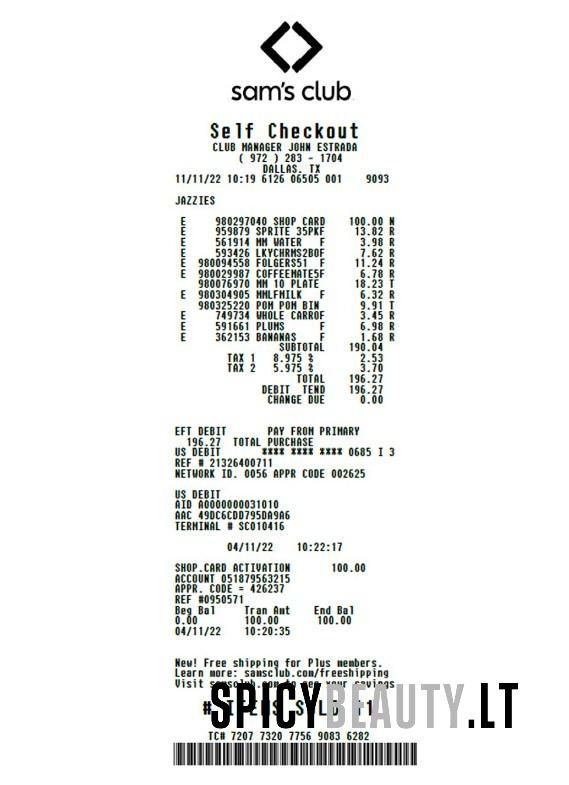 sam's club
Self Checkout
CLUB MANAGER JOHN ESTRADA
( 972 ) 283 - 1704
DALLAS. TX
11/11/22 10:19 6126 06505 001 9093
JAZZIES
E 980297040 SHOP CARD 100.00 N
E 959879 SPRITE 35PKF 13.82 R
E 561914 MM WATER F 3.98 R
E 593426 LKYCHRMS2BOF 7.62 R
E 980094558 FOLGERS51 F 11.24 R
E 980029987 COFFEEMATE5F 6.78 R
980076970 MM 10 PLATE 18.23 T
E 980304905 MMLFMILK F 6.32 R
980325220 POM POM BIN 9.91 T
E 749734 WHOLE CARROF 3.45 R
E 591661 PLUMS F 6.98 R
E 362153 BANANAS F 1.68 R
SUBTOTAL 190.04
TAX 1 8.975 % 2.53
TAX 2 5.975 % 3.70
TOTAL 196.27
DEBIT TEND 196.27
CHANGE DUE 0.00
EFT DEBIT PAY FROM PRIMARY
196.27 TOTAL PURCHASE
US DEBIT **** **** **** 0685 I 3
REF # 21326400711
NETWORK ID. 0056 APPR CODE 002625
US DEBIT
AID A0000000031010
AAC 49DC6CDD795DA9A6
TERMINAL # SC010416
04/11/22 10:22:17
SHOP.CARD ACTIVATION 100.00
ACCOUNT 051879563215
APPR. CODE = 426237
REF #0950571
Beg Bal Tran Amt End Bal
0.00 100.00 100.00
04/11/22 10:20:35
New! Free shipping for Plus members.
Learn more: samsclub.com/freeshipping
Visit samsclub.com to see your savings
SPICYBEAUTY.LT
TC# 7207 7320 7756 9083 6282